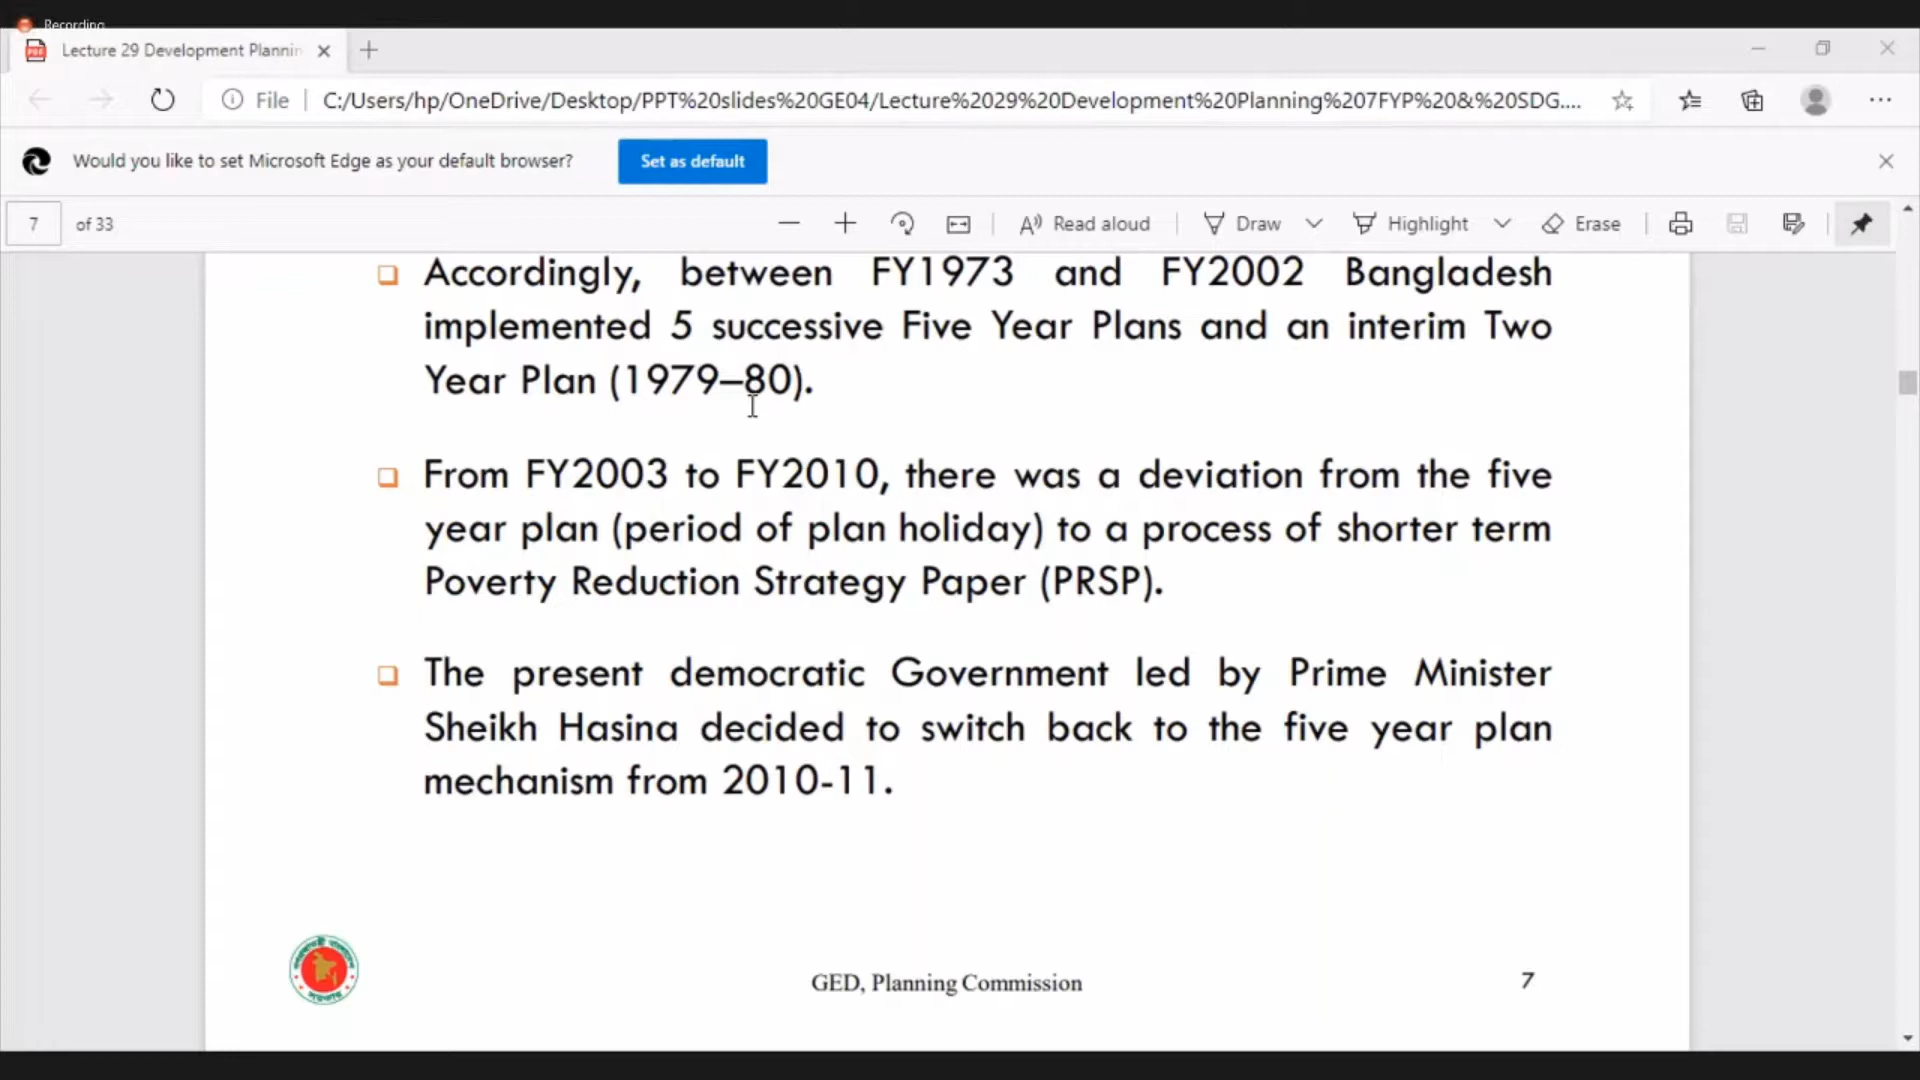 Recording
Lecture 29 Development Plannin
File
C:/Users/hp/OneDrive/Desktop/PPT%20slides%20GE04/Lecture%2029%20Development%20Planning%207FYP%20&%20SDG....
Would you like to set Microsoft Edge as your default browser?
Set as default
7 of 33
Read aloud
Draw
Highlight
Erase
Accordingly, between FY1973 and FY2002 Bangladesh
implemented 5 successive Five Year Plans and an interim Two
Year Plan (1979–80).
From FY2003 to FY2010, there was a deviation from the five
year plan (period of plan holiday) to a process of shorter term
Poverty Reduction Strategy Paper (PRSP).
The present democratic Government led by Prime Minister
Sheikh Hasina decided to switch back to the five year plan
mechanism from 2010-11.
GED, Planning Commission
7